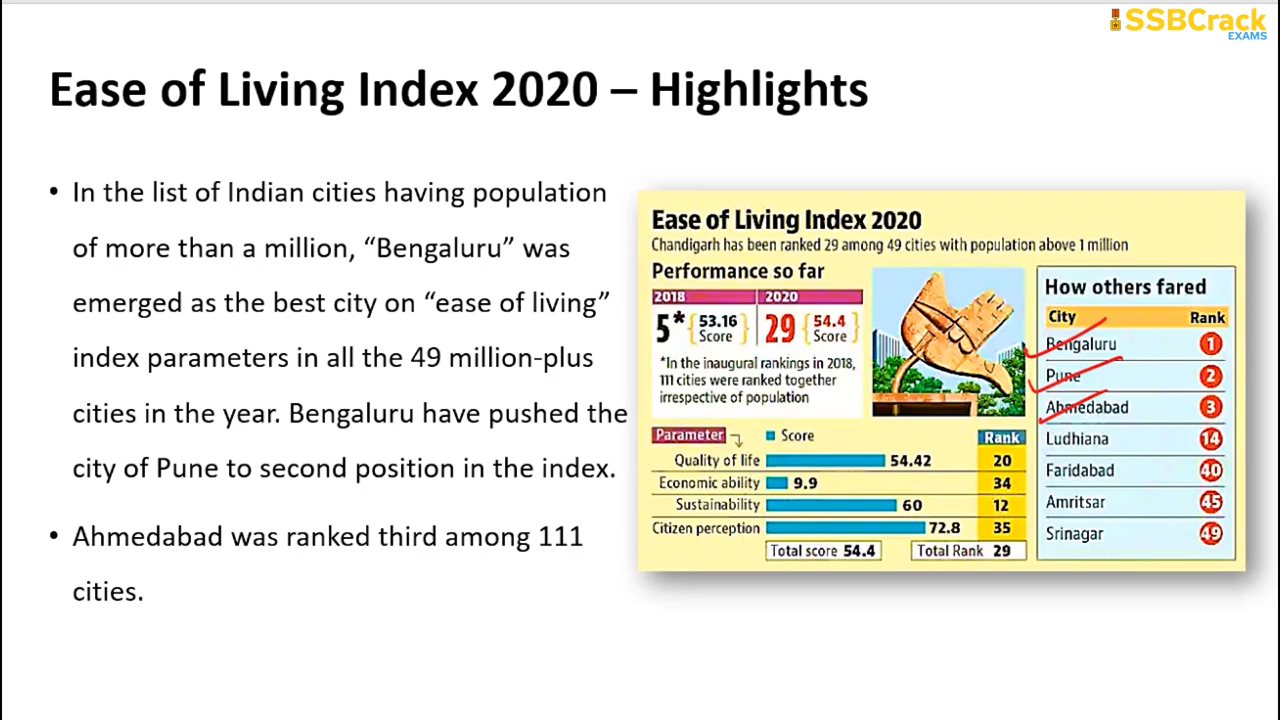 SSBCrack
EXAMS
Ease of Living Index 2020 – Highlights
• In the list of Indian cities having population
of more than a million, “Bengaluru” was
emerged as the best city on “ease of living”
index parameters in all the 49 million-plus
cities in the year. Bengaluru have pushed the
city of Pune to second position in the index.
• Ahmedabad was ranked third among 111
cities.
Ease of Living Index 2020
Chandigarh has been ranked 29 among 49 cities with population above 1 million
Performance so far
2018 2020
5* {53.16 Score} 29 {54.4 Score}
*In the inaugural rankings in 2018,
111 cities were ranked together
irrespective of population
Parameter Score Rank
Quality of life 54.42 20
Economic ability 9.9 34
Sustainability 60 12
Citizen perception 72.8 35
Total score 54.4 Total Rank 29
How others fared
City Rank
Bengaluru 1
Pune 2
Ahmedabad 3
Ludhiana 14
Faridabad 40
Amritsar 45
Srinagar 49